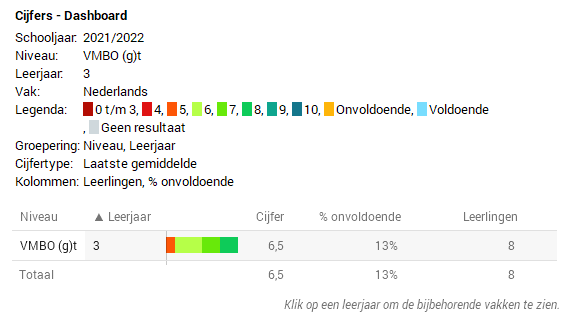 Cijfers - Dashboard
Schooljaar: 2021/2022
Niveau: VMBO (g)t
Leerjaar: 3
Vak: Nederlands
Legenda: 0 t/m 3, 4, 5, 6, 7, 8, 9, 10, Onvoldoende, Voldoende
, Geen resultaat
Groepering: Niveau, Leerjaar
Cijfertype: Laatste gemiddelde
Kolommen: Leerlingen, % onvoldoende
Niveau ▲ Leerjaar Cijfer % onvoldoende Leerlingen
VMBO (g)t 3 6,5 13% 8
Totaal 6,5 13% 8
Klik op een leerjaar om de bijbehorende vakken te zien.